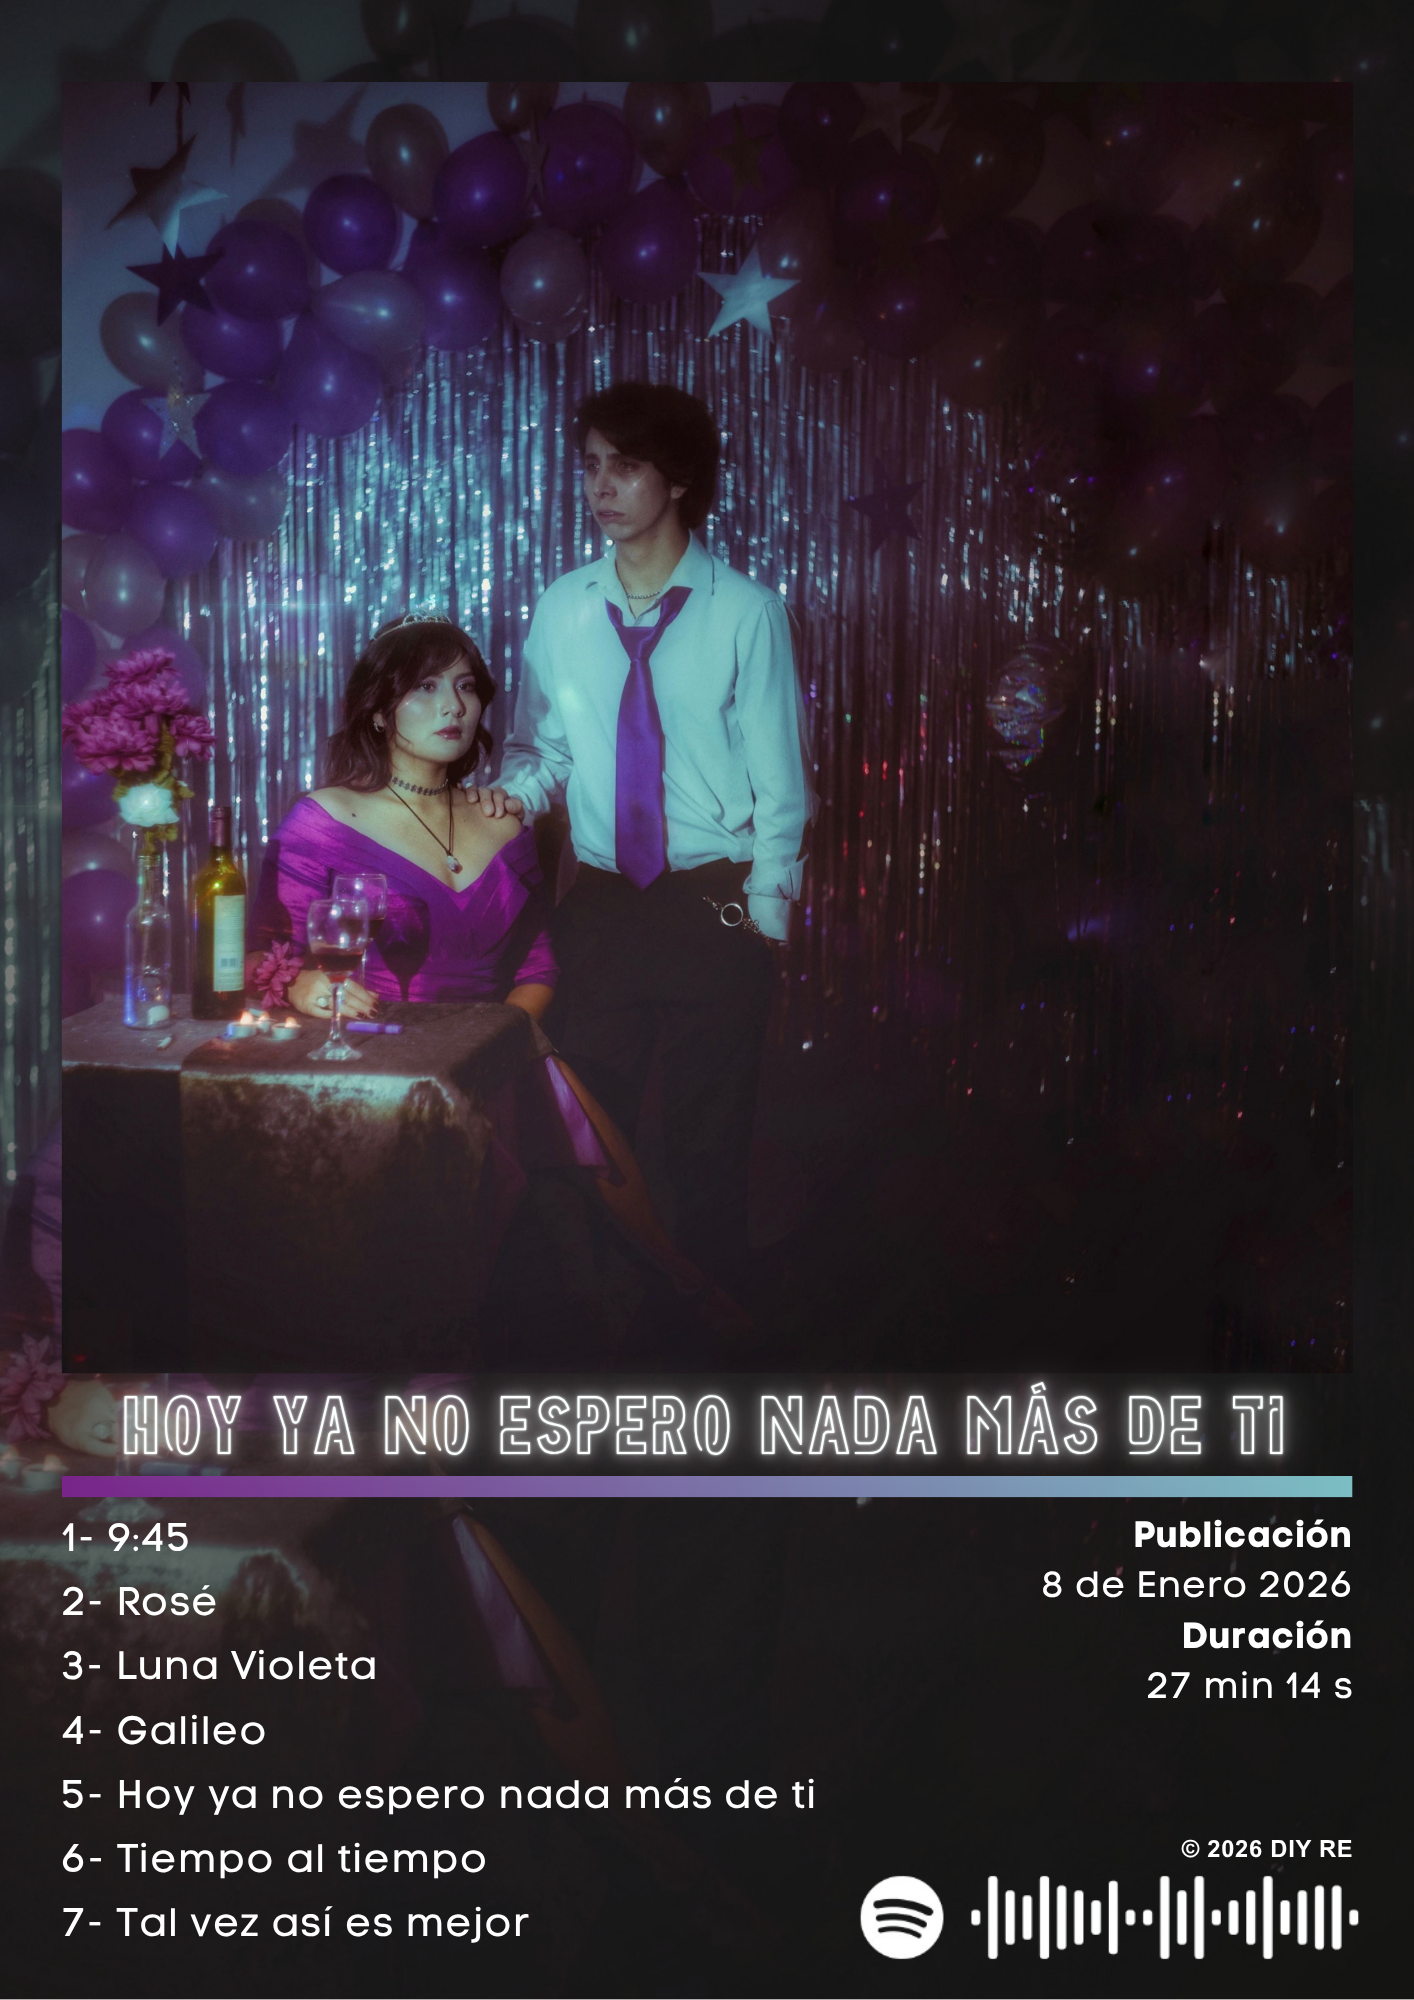 HOY YA NO ESPERO NADA MÁS DE Ti
1- 9:45
2- Rosé
3- Luna Violeta
4- Galileo
5- Hoy ya no espero nada más de ti
6- Tiempo al tiempo
7- Tal vez así es mejor
Publicación
8 de Enero 2026
Duración
27 min 14 s
© 2026 DIY RE